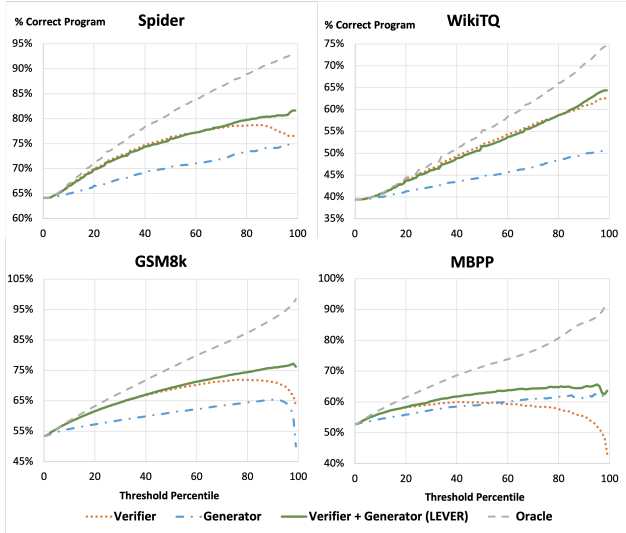 % Correct Program Spider
95%
90%
85%
80%
75%
70%
65%
60%
0 20 40 60 80 100
% Correct Program WikiTQ
75%
70%
65%
60%
55%
50%
45%
40%
35%
0 20 40 60 80 100
GSM8k
105%
95%
85%
75%
65%
55%
45%
0 20 40 60 80 100
Threshold Percentile
MBPP
100%
90%
80%
70%
60%
50%
40%
0 20 40 60 80 100
Threshold Percentile
Verifier Generator Verifier + Generator (LEVER) Oracle